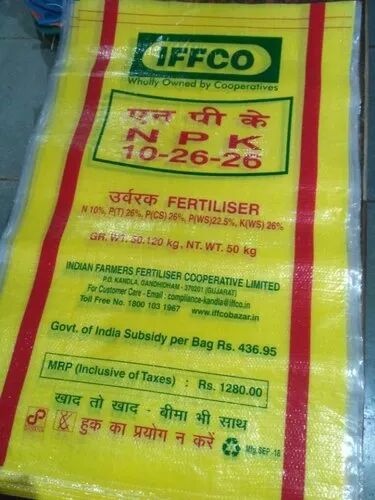 IFFCO
Wholly Owned by Cooperatives
एन पी के
N P K
10-26-26
उर्वरक FERTILISER
N 10%, P(T) 26%, P(CS) 26%, P(WS)22.5%, K(WS) 26%
GR. WT. 50.120 kg, NT. WT. 50 kg
INDIAN FARMERS FERTILISER COOPERATIVE LIMITED
P.O. KANDLA, GANDHIDHAM - 370201 (GUJARAT)
For Customer Care - Email : compliance-kandla@iffco.in
Toll Free No. 1800 103 1967 www.iffcobazar.in
Govt. of India Subsidy per Bag Rs. 436.95
MRP (Inclusive of Taxes) : Rs. 1280.00
खाद तो खाद - बीमा भी साथ
हुक का प्रयोग न करें
Mfg.SEP -18